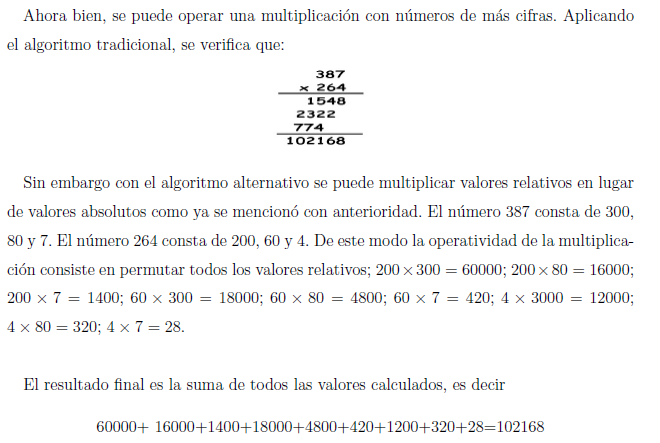 Ahora bien, se puede operar una multiplicación con números de más cifras. Aplicando
el algoritmo tradicional, se verifica que:
387
x 264
1548
2322
774
102168
Sin embargo con el algoritmo alternativo se puede multiplicar valores relativos en lugar
de valores absolutos como ya se mencionó con anterioridad. El número 387 consta de 300,
80 y 7. El número 264 consta de 200, 60 y 4. De este modo la operatividad de la multiplica-
ción consiste en permutar todos los valores relativos; 200 × 300 = 60000; 200 × 80 = 16000;
200 × 7 = 1400; 60 × 300 = 18000; 60 × 80 = 4800; 60 × 7 = 420; 4 × 3000 = 12000;
4 × 80 = 320; 4 × 7 = 28.
El resultado final es la suma de todos las valores calculados, es decir
60000+ 16000+1400+18000+4800+420+1200+320+28=102168